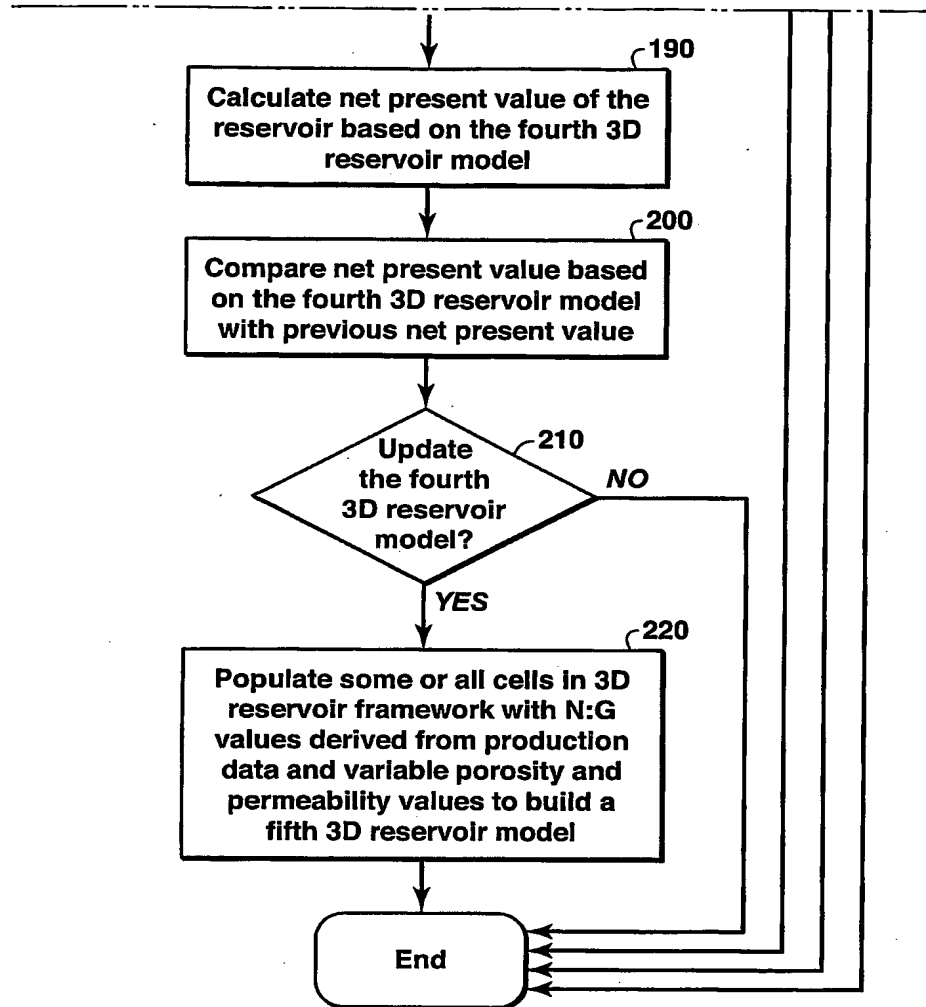 190
Calculate net present value of the
reservoir based on the fourth 3D
reservoir model
200
Compare net present value based
on the fourth 3D reservoir model
with previous net present value
210
Update
the fourth
3D reservoir
model?
NO
YES
220
Populate some or all cells in 3D
reservoir framework with N:G
values derived from production
data and variable porosity and
permeability values to build a
fifth 3D reservoir model
End